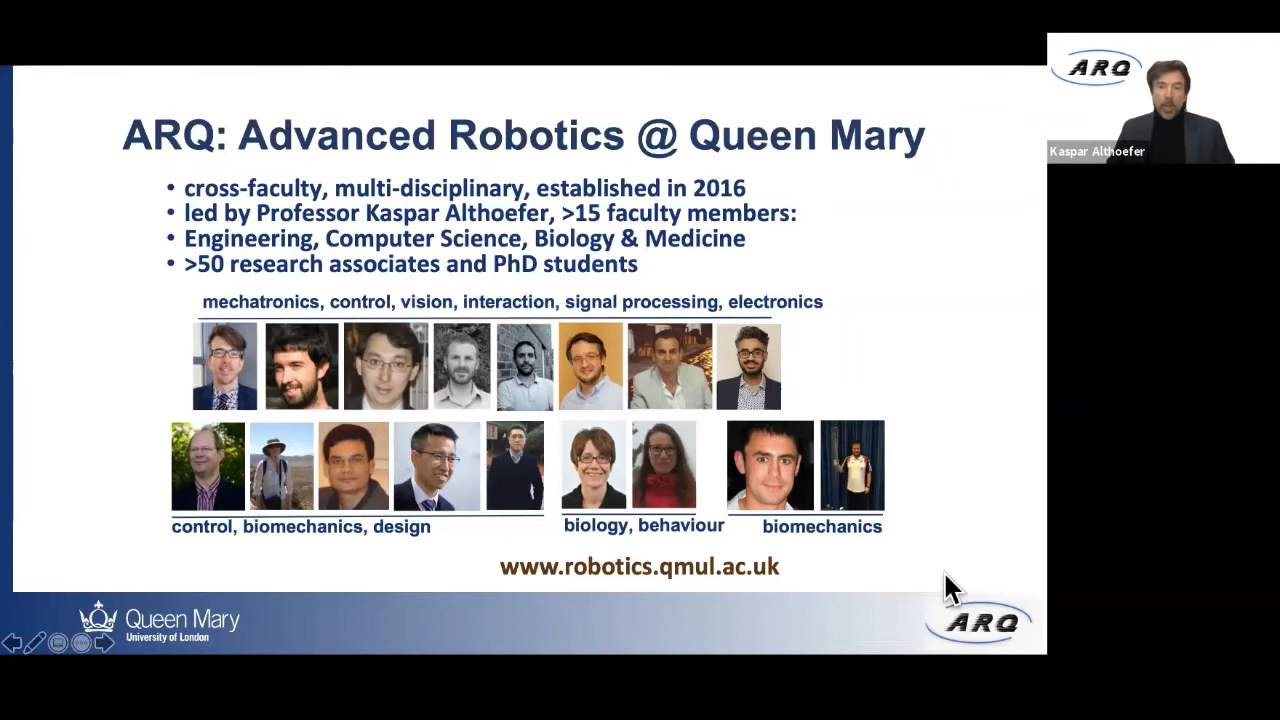 ARQ: Advanced Robotics @ Queen Mary
• cross-faculty, multi-disciplinary, established in 2016
• led by Professor Kaspar Althoefer, >15 faculty members:
• Engineering, Computer Science, Biology & Medicine
• >50 research associates and PhD students
mechatronics, control, vision, interaction, signal processing, electronics
control, biomechanics, design
biology, behaviour
biomechanics
www.robotics.qmul.ac.uk
Queen Mary
University of London
ARQ
ARQ
Kaspar Althoefer